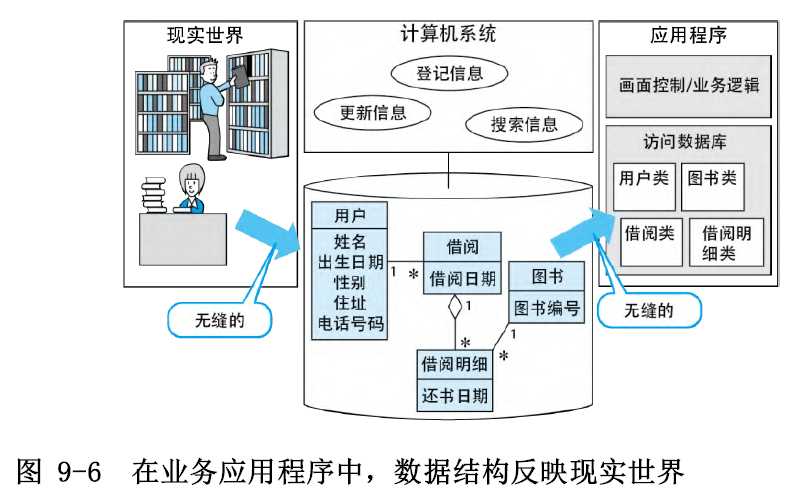 现实世界
无缝的
计算机系统
登记信息
更新信息
搜索信息
用户
姓名
出生日期
性别
住址
电话号码
1
*
借阅
借阅日期
1
*
图书
图书编号
1
*
借阅明细
还书日期
无缝的
应用程序
画面控制/业务逻辑
访问数据库
用户类
图书类
借阅类
借阅明
细类
图 9-6 在业务应用程序中，数据结构反映现实世界